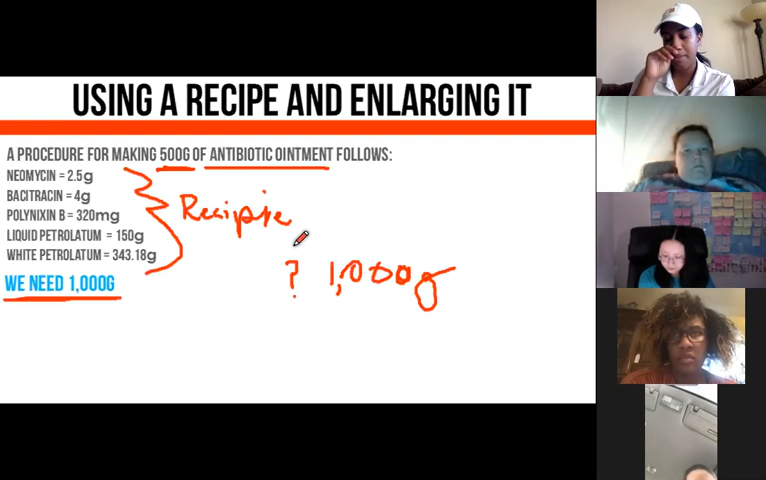 USING A RECIPE AND ENLARGING IT
A PROCEDURE FOR MAKING 500G OF ANTIBIOTIC OINTMENT FOLLOWS:
NEOMYCIN = 2.5g
BACITRACIN = 4g
POLYNIXIN B = 320mg
LIQUID PETROLATUM = 150g
WHITE PETROLATUM = 343.18g
WE NEED 1,000G
Recipie
? 1,000g